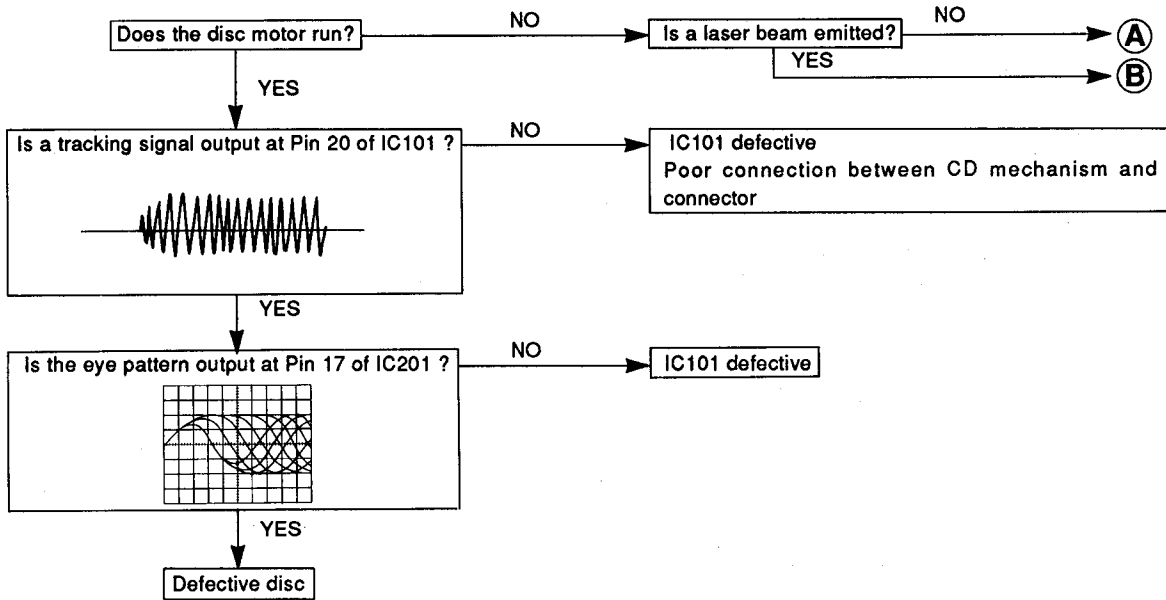 Does the disc motor run?
NO
Is a laser beam emitted?
NO
A
YES
B
YES
Is a tracking signal output at Pin 20 of IC101 ?
NO
IC101 defective
Poor connection between CD mechanism and
connector
YES
Is the eye pattern output at Pin 17 of IC201 ?
NO
IC101 defective
YES
Defective disc